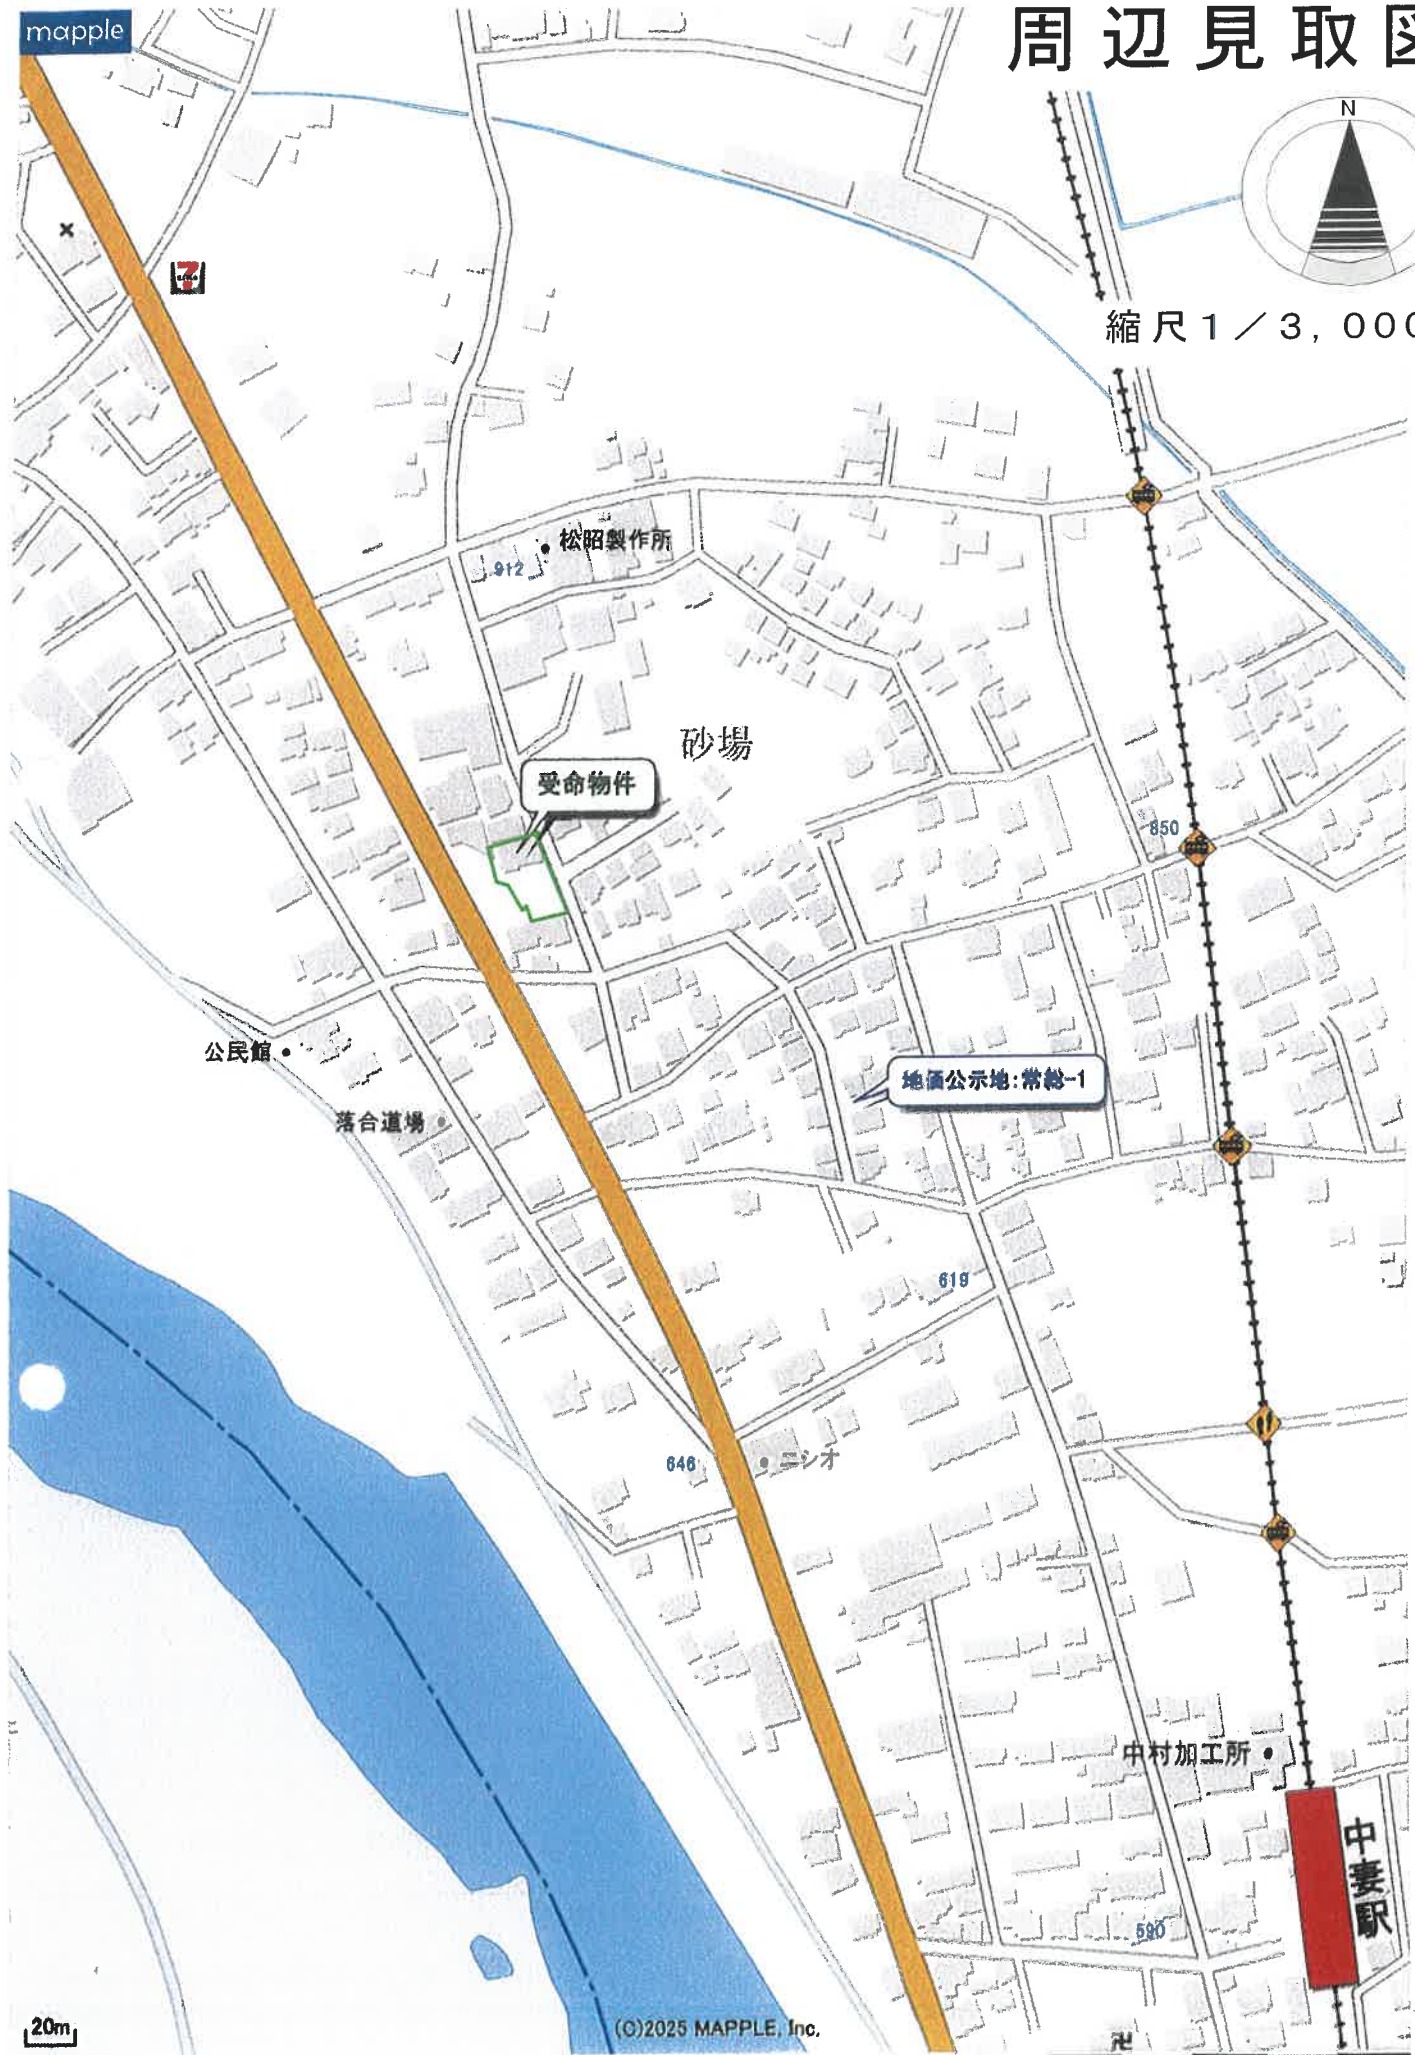 mapple
周辺見取図
N
縮尺1／3,000
松昭製作所
912
砂場
受命物件
850
公民館
地価公示地:常総-1
落合道場
619
646
ニシオ
中村加工所
中妻駅
590
20m
(C)2025 MAPPLE, Inc.